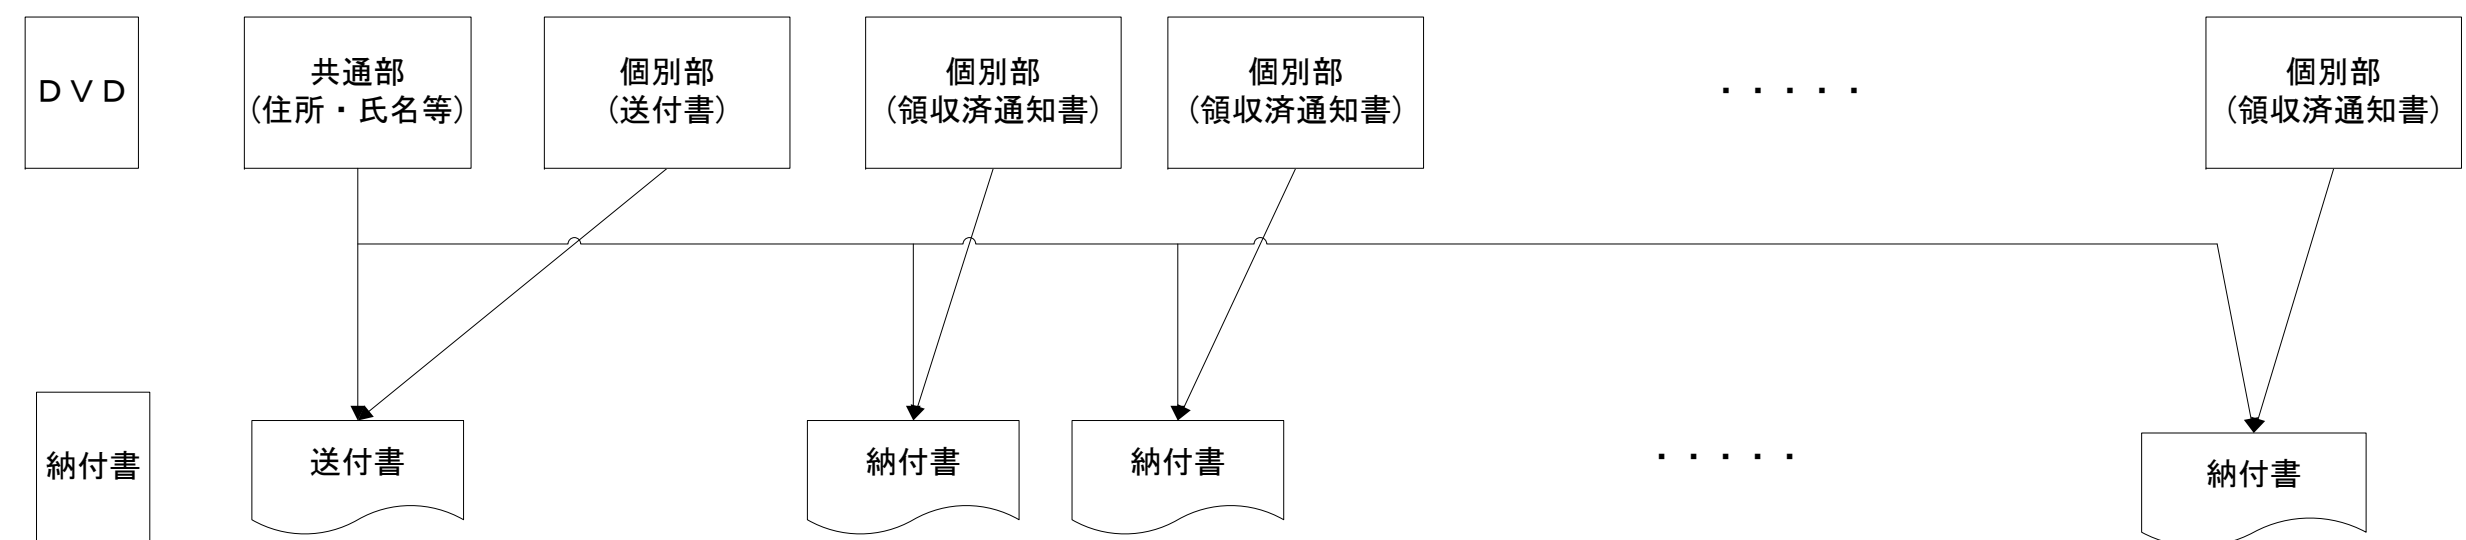 ＤＶＤ
共通部
(住所・氏名等)
個別部
(送付書)
個別部
(領収済通知書)
個別部
(領収済通知書)
・・・・・
個別部
(領収済通知書)
納付書
送付書
納付書
納付書
・・・・・
納付書